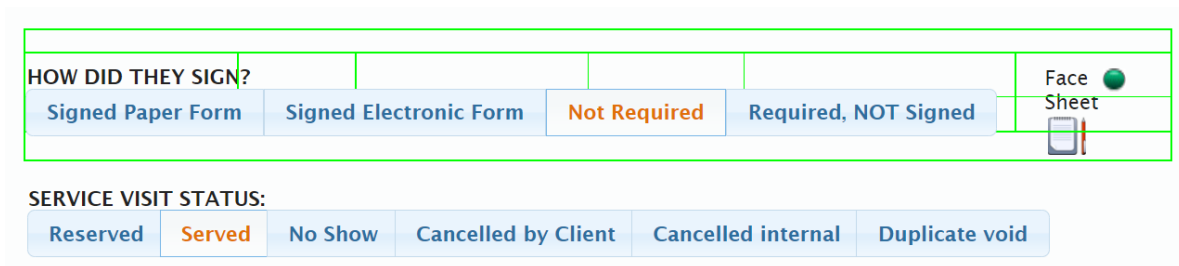 HOW DID THEY SIGN?
Signed Paper Form Signed Electronic Form Not Required Required, NOT Signed
Face
Sheet
SERVICE VISIT STATUS:
Reserved Served No Show Cancelled by Client Cancelled internal Duplicate void